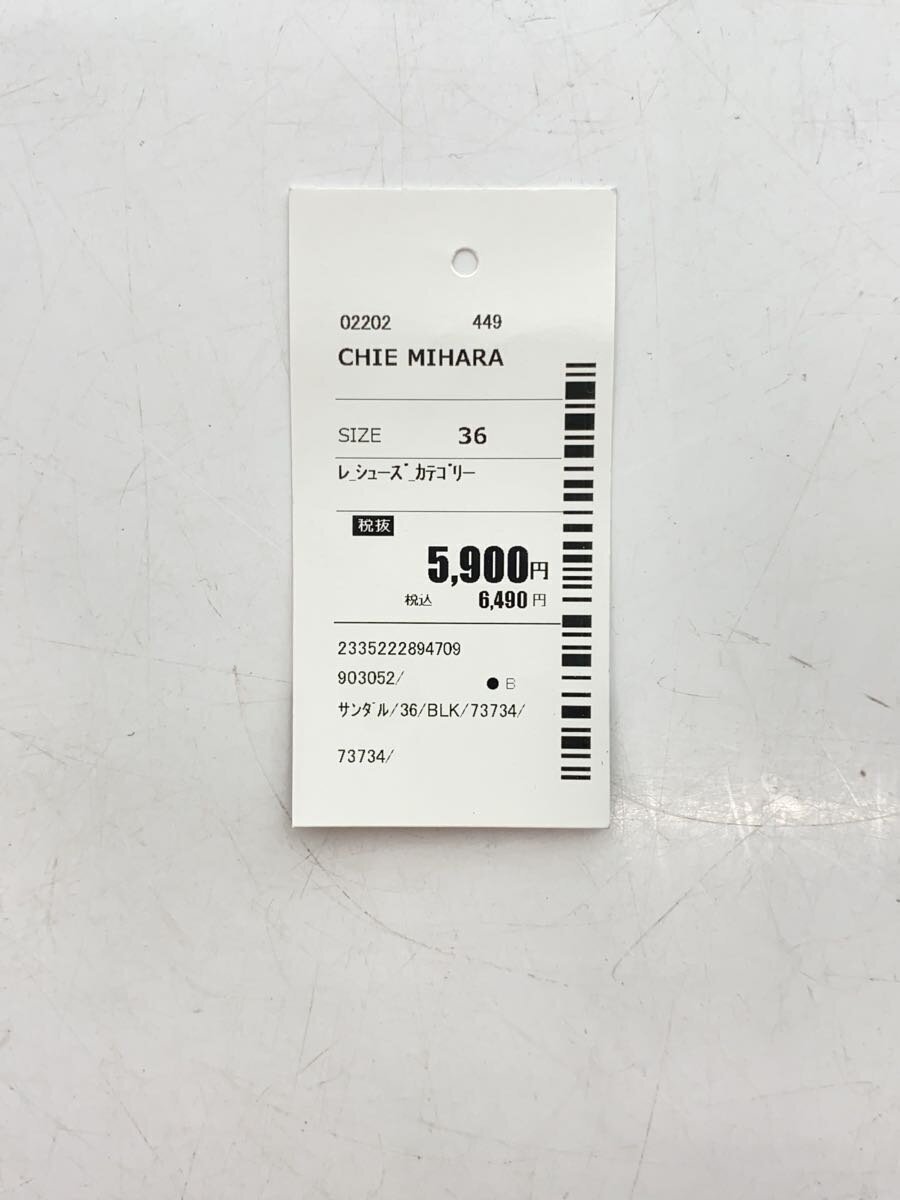 02202 449
CHIE MIHARA
SIZE 36
ﾚ_ｼｭｰｽﾞ_ｶﾃｺﾞﾘｰ
税抜
5,900円
税込 6,490円
2335222894709
903052/ ●B
ｻﾝﾀﾞﾙ/36/BLK/73734/
73734/